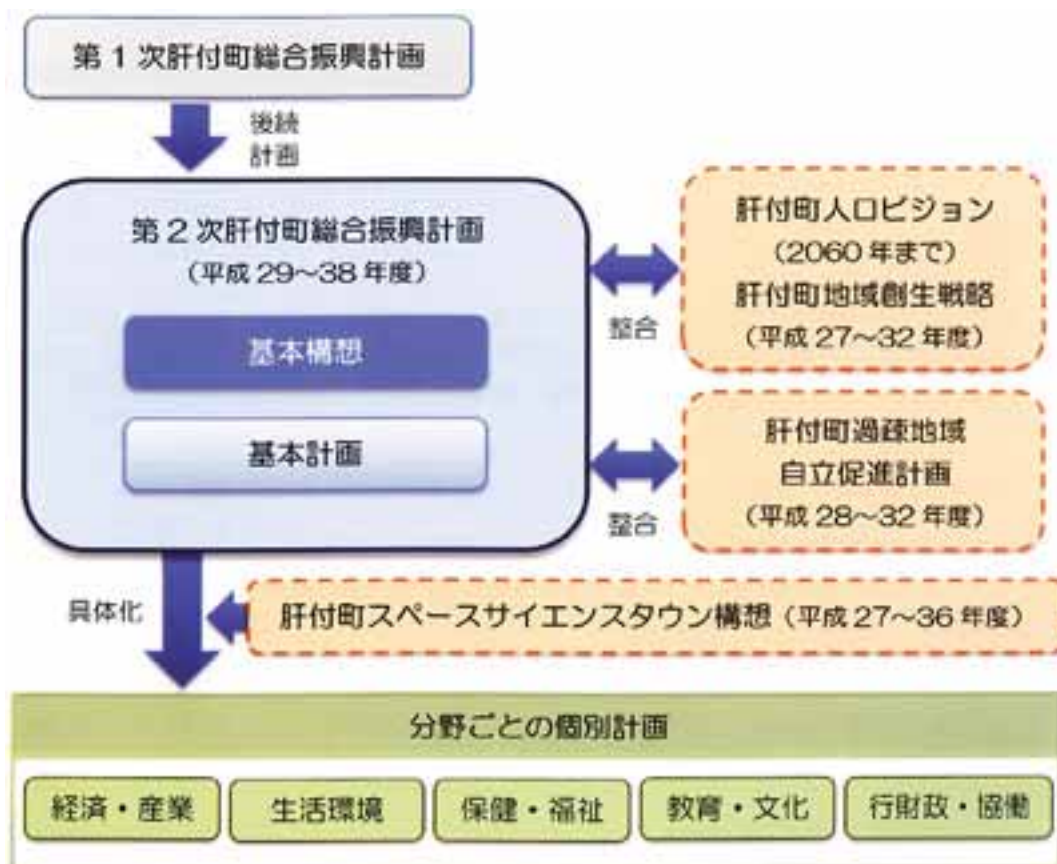 第1次肝付町総合振興計画
後続
計画
第2次肝付町総合振興計画
（平成29～38年度）
基本構想
基本計画
整合
肝付町人口ビジョン
（2060年まで）
肝付町地域創生戦略
（平成27～32年度）
整合
肝付町過疎地域
自立促進計画
（平成28～32年度）
具体化
肝付町スペースサイエンスタウン構想（平成27～36年度）
分野ごとの個別計画
経済・産業
生活環境
保健・福祉
教育・文化
行財政・協働